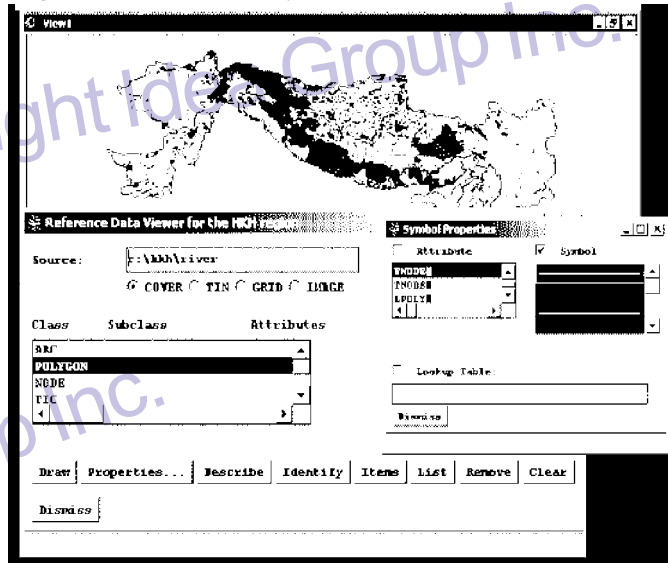 View1
Reference Data Viewer for the HKH
Symbol Properties
Source:
r:\hkh\river
COVER TIN GRID IMAGE
Attribute
Symbol
FNODE#
TNODE#
LPOLY#
Class Subclass Attributes
ARC
POLYGON
NODE
TIC
Lookup Table:
Dismiss
Draw Properties... Describe Identify Items List Remove Clear
Dismiss
ght Idea Group Inc.
p Inc.